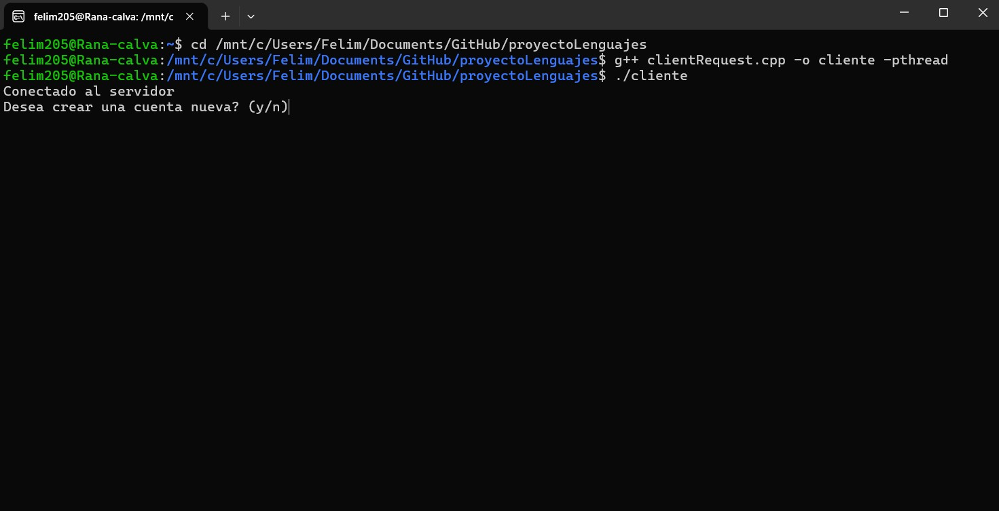 felim205@Rana-calva: /mnt/c
felim205@Rana-calva:~$ cd /mnt/c/Users/Felim/Documents/GitHub/proyectoLenguajes
felim205@Rana-calva:/mnt/c/Users/Felim/Documents/GitHub/proyectoLenguajes$ g++ clientRequest.cpp -o cliente -pthread
felim205@Rana-calva:/mnt/c/Users/Felim/Documents/GitHub/proyectoLenguajes$ ./cliente
Conectado al servidor
Desea crear una cuenta nueva? (y/n)